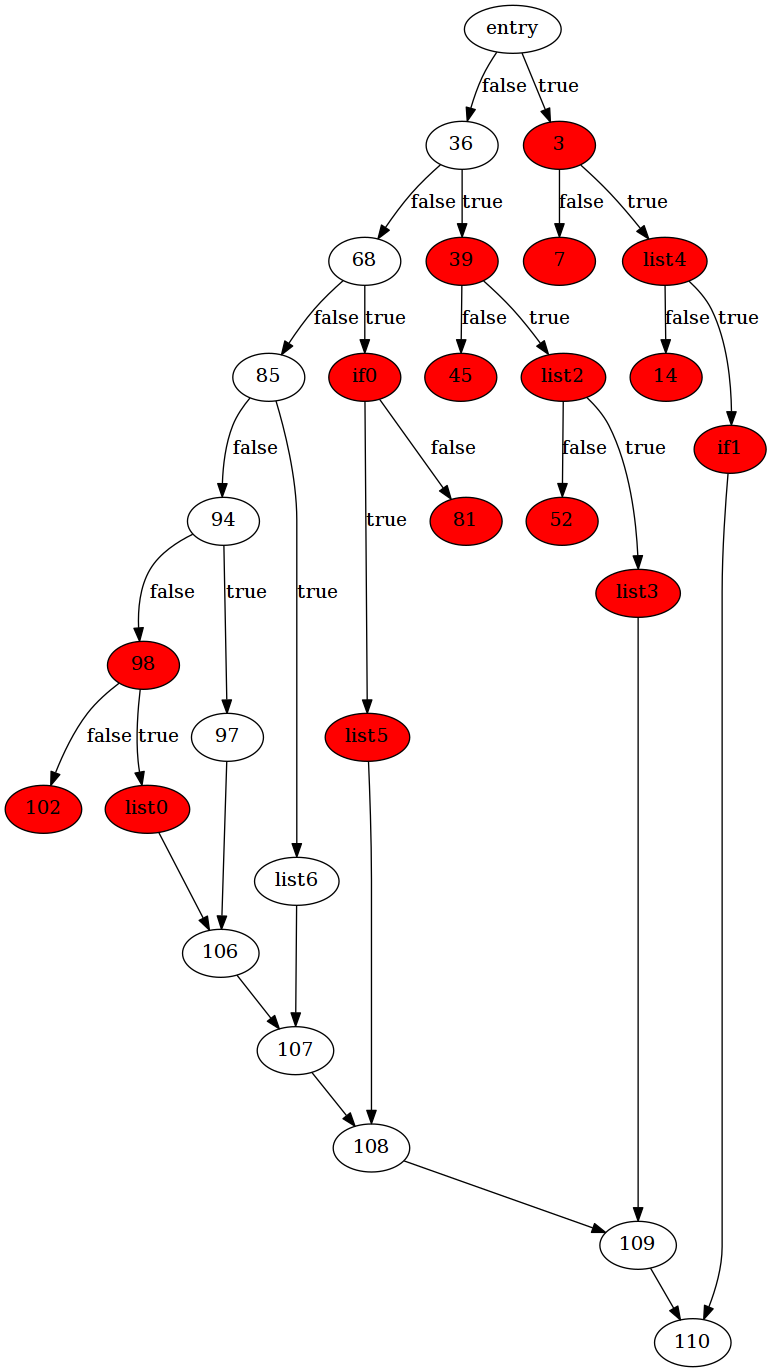 entry
false true
36 3
false true false true
68 39 7 list4
false true false true false true
85 if0 45 list2 14
false false false true if1
94 true 81 52
false true true list3
98
false true 97 list5
102 list0
list6
106
107
108
109
110